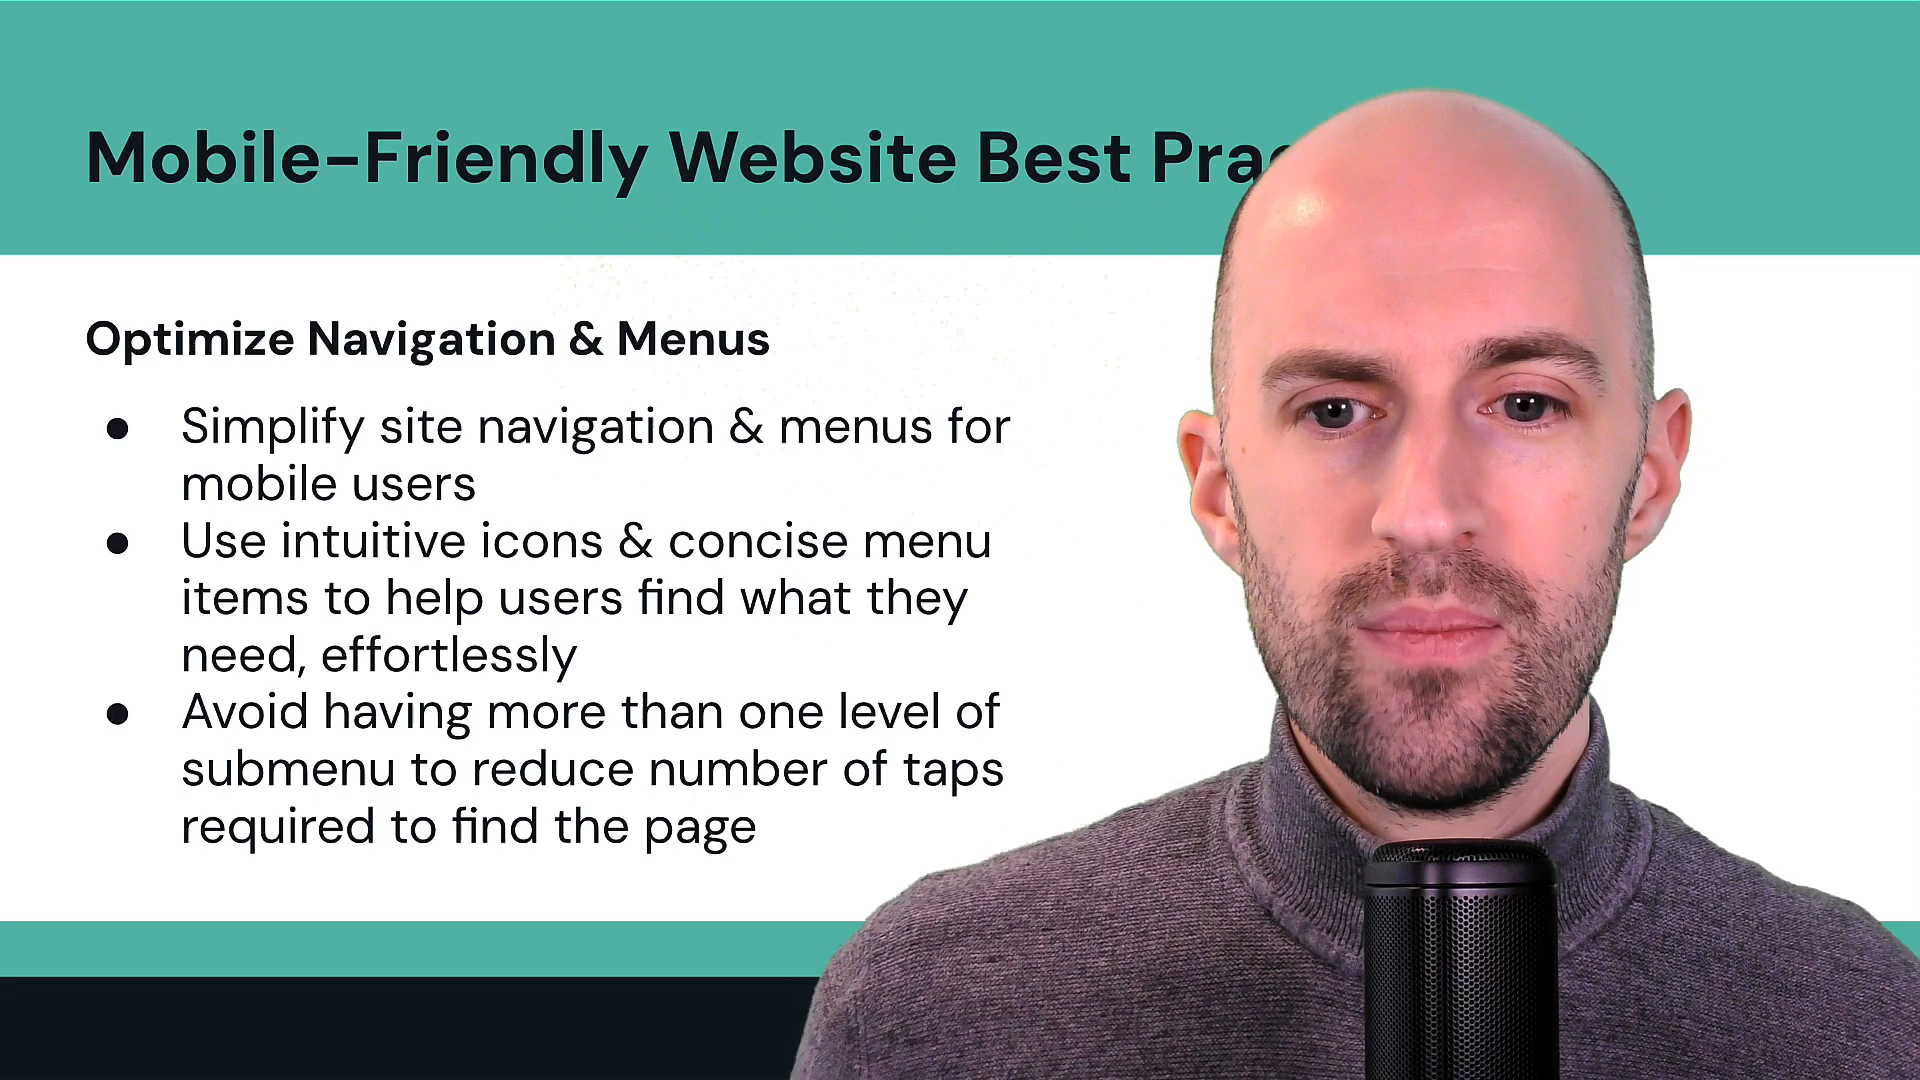 Mobile-Friendly Website Best
Optimize Navigation & Menus
● Simplify site navigation & menus for
mobile users
● Use intuitive icons & concise menu
items to help users find what they
need, effortlessly
● Avoid having more than one level of
submenu to reduce number of taps
required to find the page